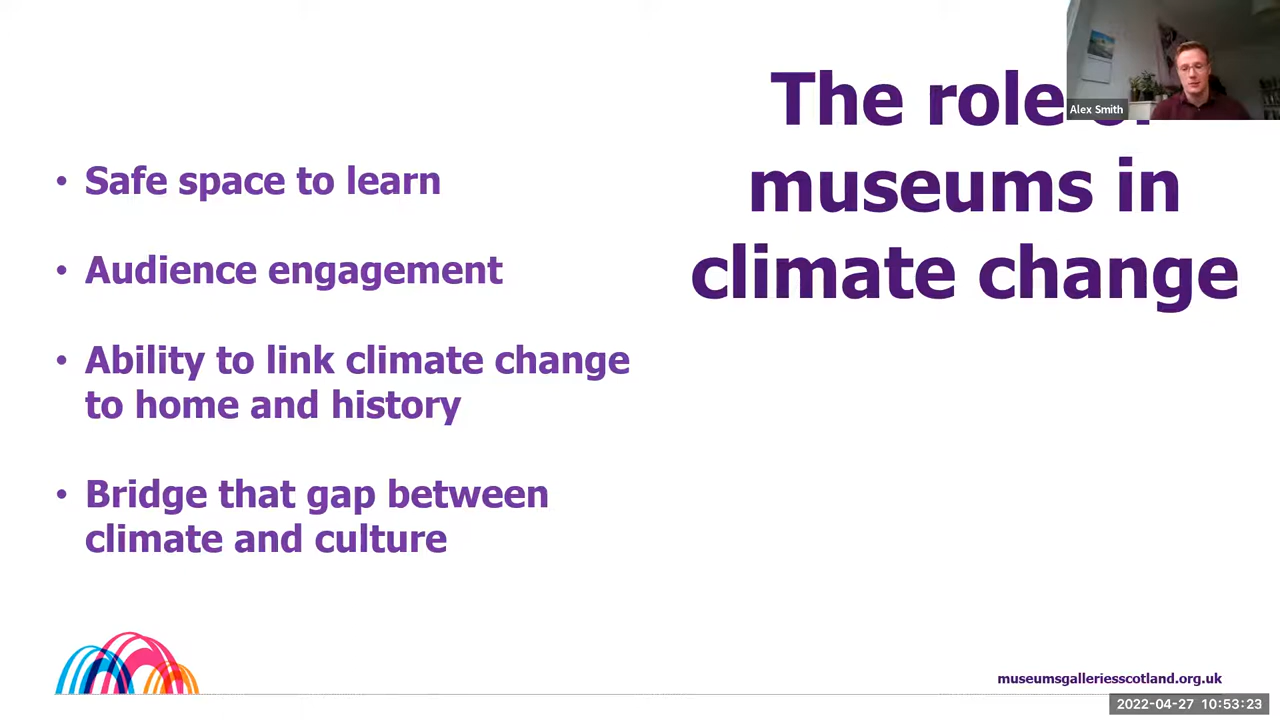 The role
museums in
climate change
Alex Smith
• Safe space to learn
• Audience engagement
• Ability to link climate change
to home and history
• Bridge that gap between
climate and culture
museumsgalleriesscotland.org.uk
2022-04-27 10:53:23